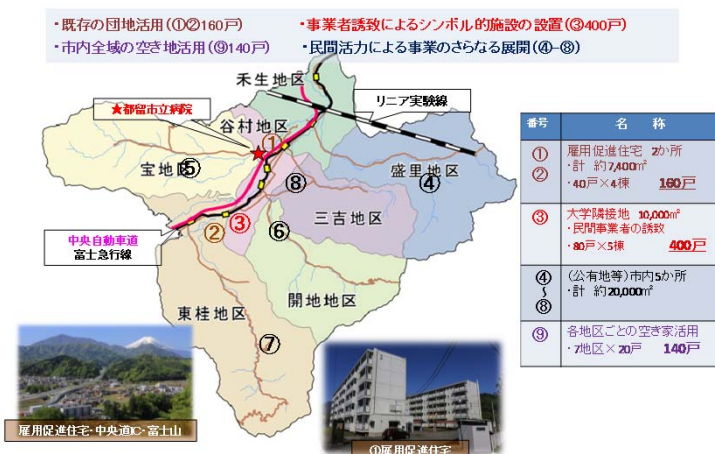 ・既存の団地活用(①②160戸)
・事業者誘致によるシンボル的施設の設置(③400戸)
・市内全域の空き地活用(⑨140戸)
・民間活力による事業のさらなる展開(④-⑧)
禾生地区
リニア実験線
★都留市立病院
谷村地区
①
宝地区
⑤
⑧
盛里地区
④
三吉地区
③
②
⑥
中央自動車道
富士急行線
開地地区
東桂地区
⑦
雇用促進住宅・中央道IC・富士山
①雇用促進住宅
番号 名 称
① ② 雇用促進住宅 2か所
・計 約7,400㎡
・40戸×4棟 160戸
③ 大学隣接地 10,000㎡
・民間事業者の誘致
・80戸×5棟 400戸
④ ~ ⑧ (公有地等)市内5か所
・計 約20,000㎡
⑨ 各地区ごとの空き家活用
・7地区×20戸 140戸